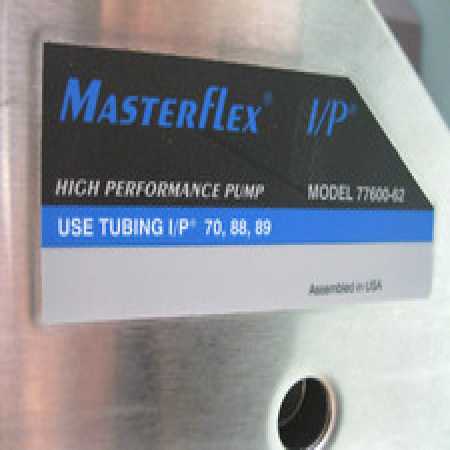 MASTERFLEX® I/P®
HIGH PERFORMANCE PUMP MODEL 77600-62
USE TUBING I/P® 70, 88, 89
Assembled in USA